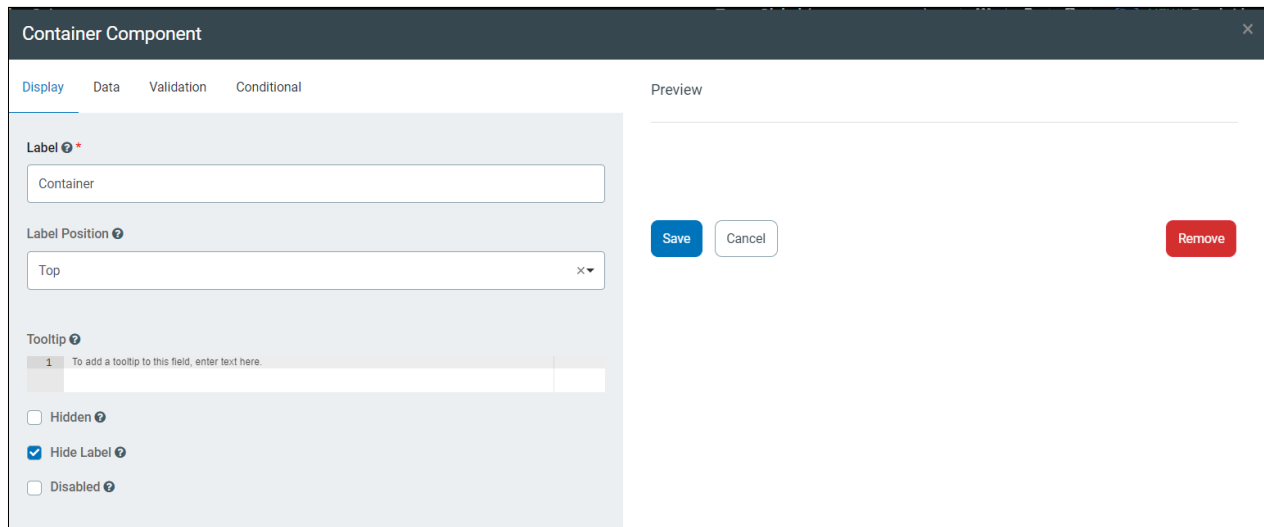 Container Component
×
Display Data Validation Conditional
Preview
Label *
Container
Label Position
Top
Save Cancel Remove
Tooltip
1 To add a tooltip to this field, enter text here.
Hidden
Hide Label
Disabled